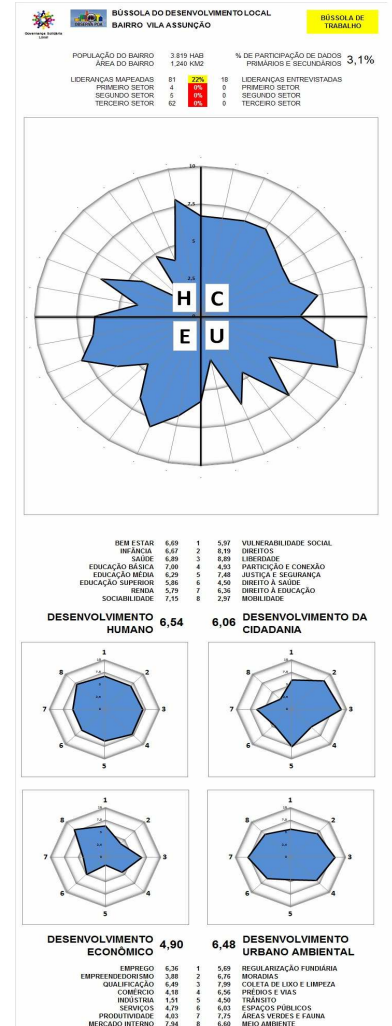 BÚSSOLA DO DESENVOLVIMENTO LOCAL
BAIRRO VILA ASSUNÇÃO
BÚSSOLA DE TRABALHO
Governança Solidária Local
POPULAÇÃO DO BAIRRO 3.819 HAB
ÁREA DO BAIRRO 1,240 KM2
% DE PARTICIPAÇÃO DE DADOS PRIMÁRIOS E SECUNDÁRIOS 3,1%
LIDERANÇAS MAPEADAS 81 22% 18 LIDERANÇAS ENTREVISTADAS
PRIMEIRO SETOR 4 0% 0 PRIMEIRO SETOR
SEGUNDO SETOR 5 0% 0 SEGUNDO SETOR
TERCEIRO SETOR 62 0% 0 TERCEIRO SETOR
10
7,5
5
2,5
H C
E U
BEM ESTAR 6,69 1 5,97 VULNERABILIDADE SOCIAL
INFÂNCIA 6,67 2 8,19 DIREITOS
SAÚDE 6,89 3 8,89 LIBERDADE
EDUCAÇÃO BÁSICA 7,00 4 4,93 PARTICIÇÃO E CONEXÃO
EDUCAÇÃO MÉDIA 6,29 5 7,48 JUSTIÇA E SEGURANÇA
EDUCAÇÃO SUPERIOR 5,86 6 4,50 DIREITO À SAÚDE
RENDA 5,79 7 6,36 DIREITO À EDUCAÇÃO
SOCIABILIDADE 7,15 8 2,97 MOBILIDADE
DESENVOLVIMENTO HUMANO 6,54
6,06 DESENVOLVIMENTO DA CIDADANIA
1
2
3
4
5
6
7
8
1
2
3
4
5
6
7
8
1
2
3
4
5
6
7
8
1
2
3
4
5
6
7
8
DESENVOLVIMENTO ECONÔMICO 4,90
6,48 DESENVOLVIMENTO URBANO AMBIENTAL
EMPREGO 6,36 1 5,69 REGULARIZAÇÃO FUNDIÁRIA
EMPREENDEDORISMO 3,88 2 6,76 MORADIAS
QUALIFICAÇÃO 6,49 3 7,99 COLETA DE LIXO E LIMPEZA
COMÉRCIO 4,18 4 6,56 PRÉDIOS E VIAS
INDÚSTRIA 1,51 5 4,50 TRÂNSITO
SERVIÇOS 4,79 6 6,03 ESPAÇOS PÚBLICOS
PRODUTIVIDADE 4,03 7 7,75 ÁREAS VERDES E FAUNA
MERCADO INTERNO 7,94 8 6,60 MEIO AMBIENTE